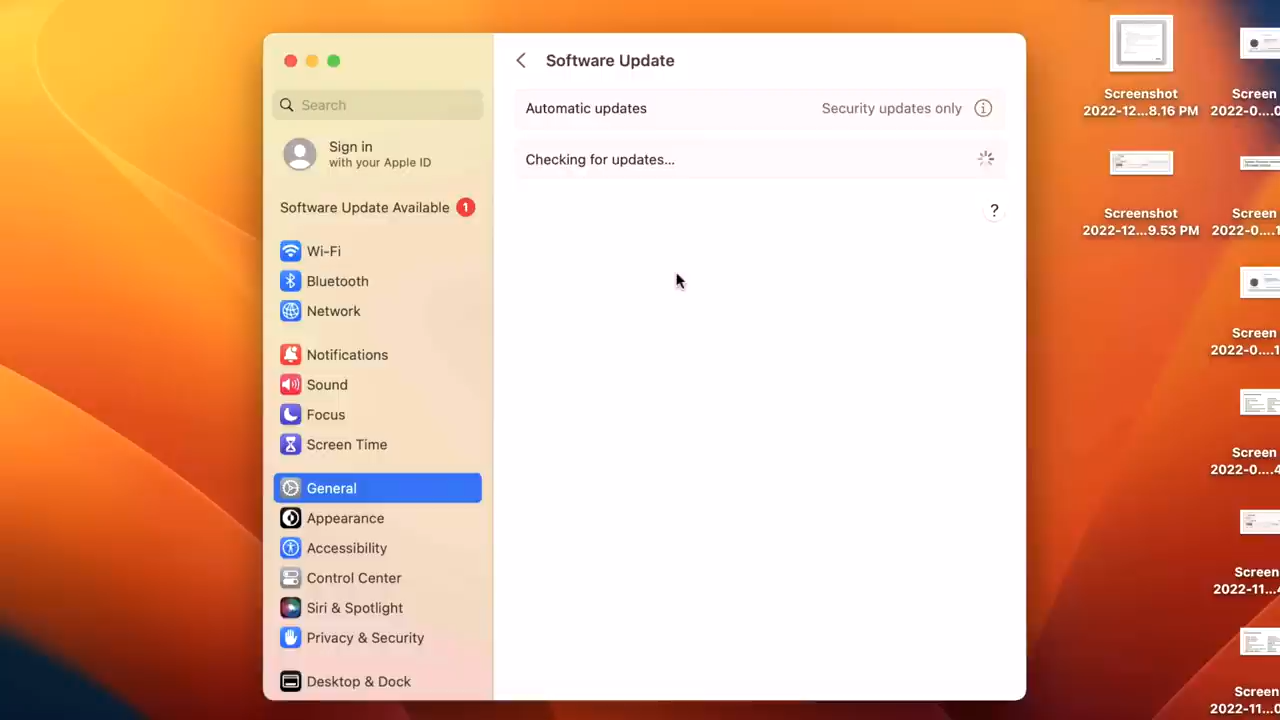 Software Update
Search
Automatic updates
Security updates only
Sign in
with your Apple ID
Checking for updates...
?
Software Update Available 1
Wi-Fi
Bluetooth
Network
Notifications
Sound
Focus
Screen Time
General
Appearance
Accessibility
Control Center
Siri & Spotlight
Privacy & Security
Desktop & Dock
Screenshot
2022-12...8.16 PM
Screen
2022-0....
Screenshot
2022-12...9.53 PM
Screen
2022-0....1
Screen
2022-0....1
Screen
2022-0....4
Screen
2022-11...
Screen
2022-11...